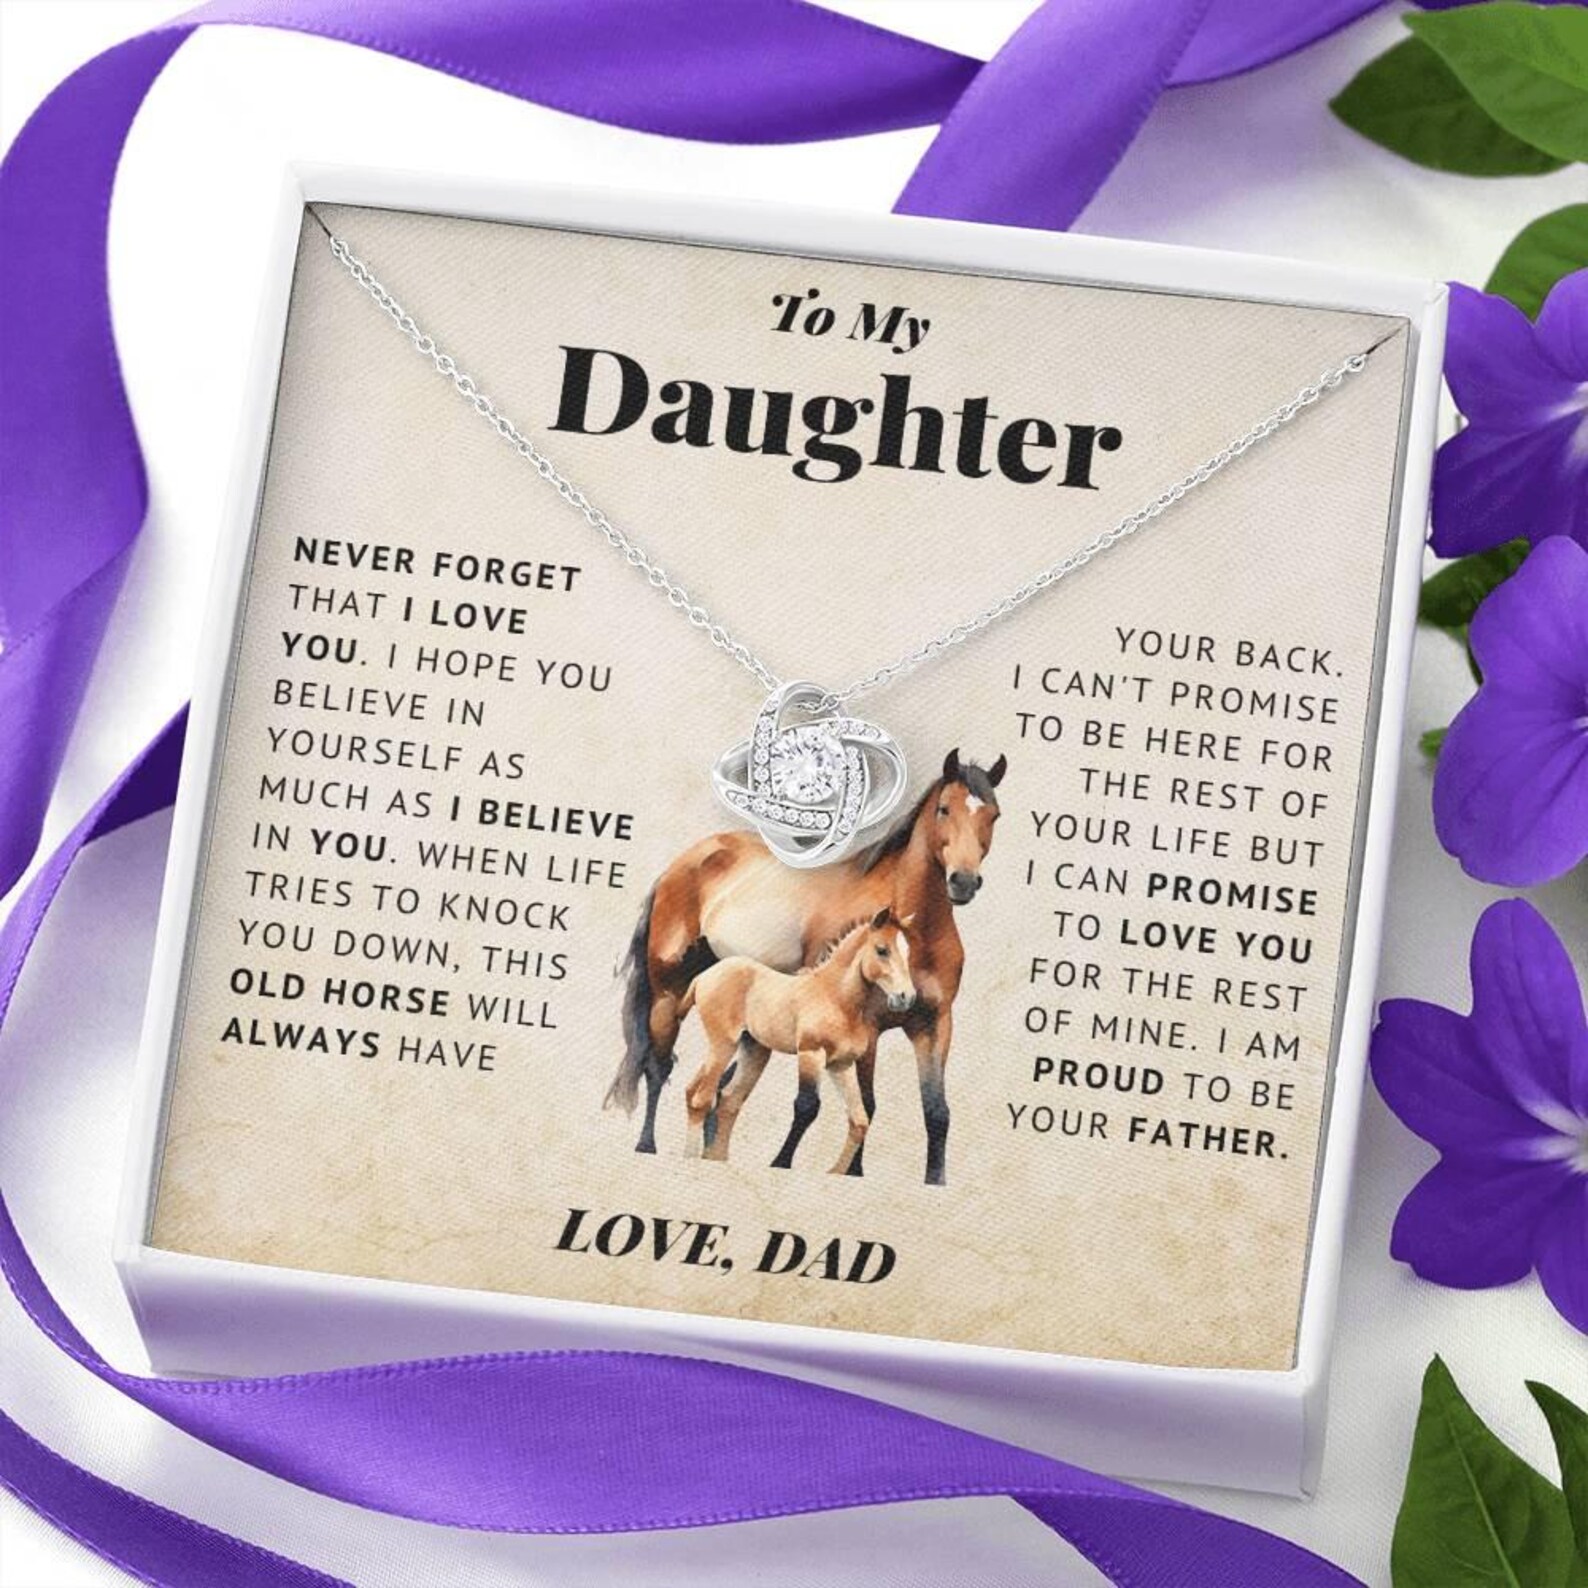 To My
Daughter
NEVER FORGET
THAT I LOVE
YOU. I HOPE YOU
BELIEVE IN
YOURSELF AS
MUCH AS I BELIEVE
IN YOU. WHEN LIFE
TRIES TO KNOCK
YOU DOWN, THIS
OLD HORSE WILL
ALWAYS HAVE
YOUR BACK.
I CAN'T PROMISE
TO BE HERE FOR
THE REST OF
YOUR LIFE BUT
I CAN PROMISE
TO LOVE YOU
FOR THE REST
OF MINE. I AM
PROUD TO BE
YOUR FATHER.
LOVE, DAD